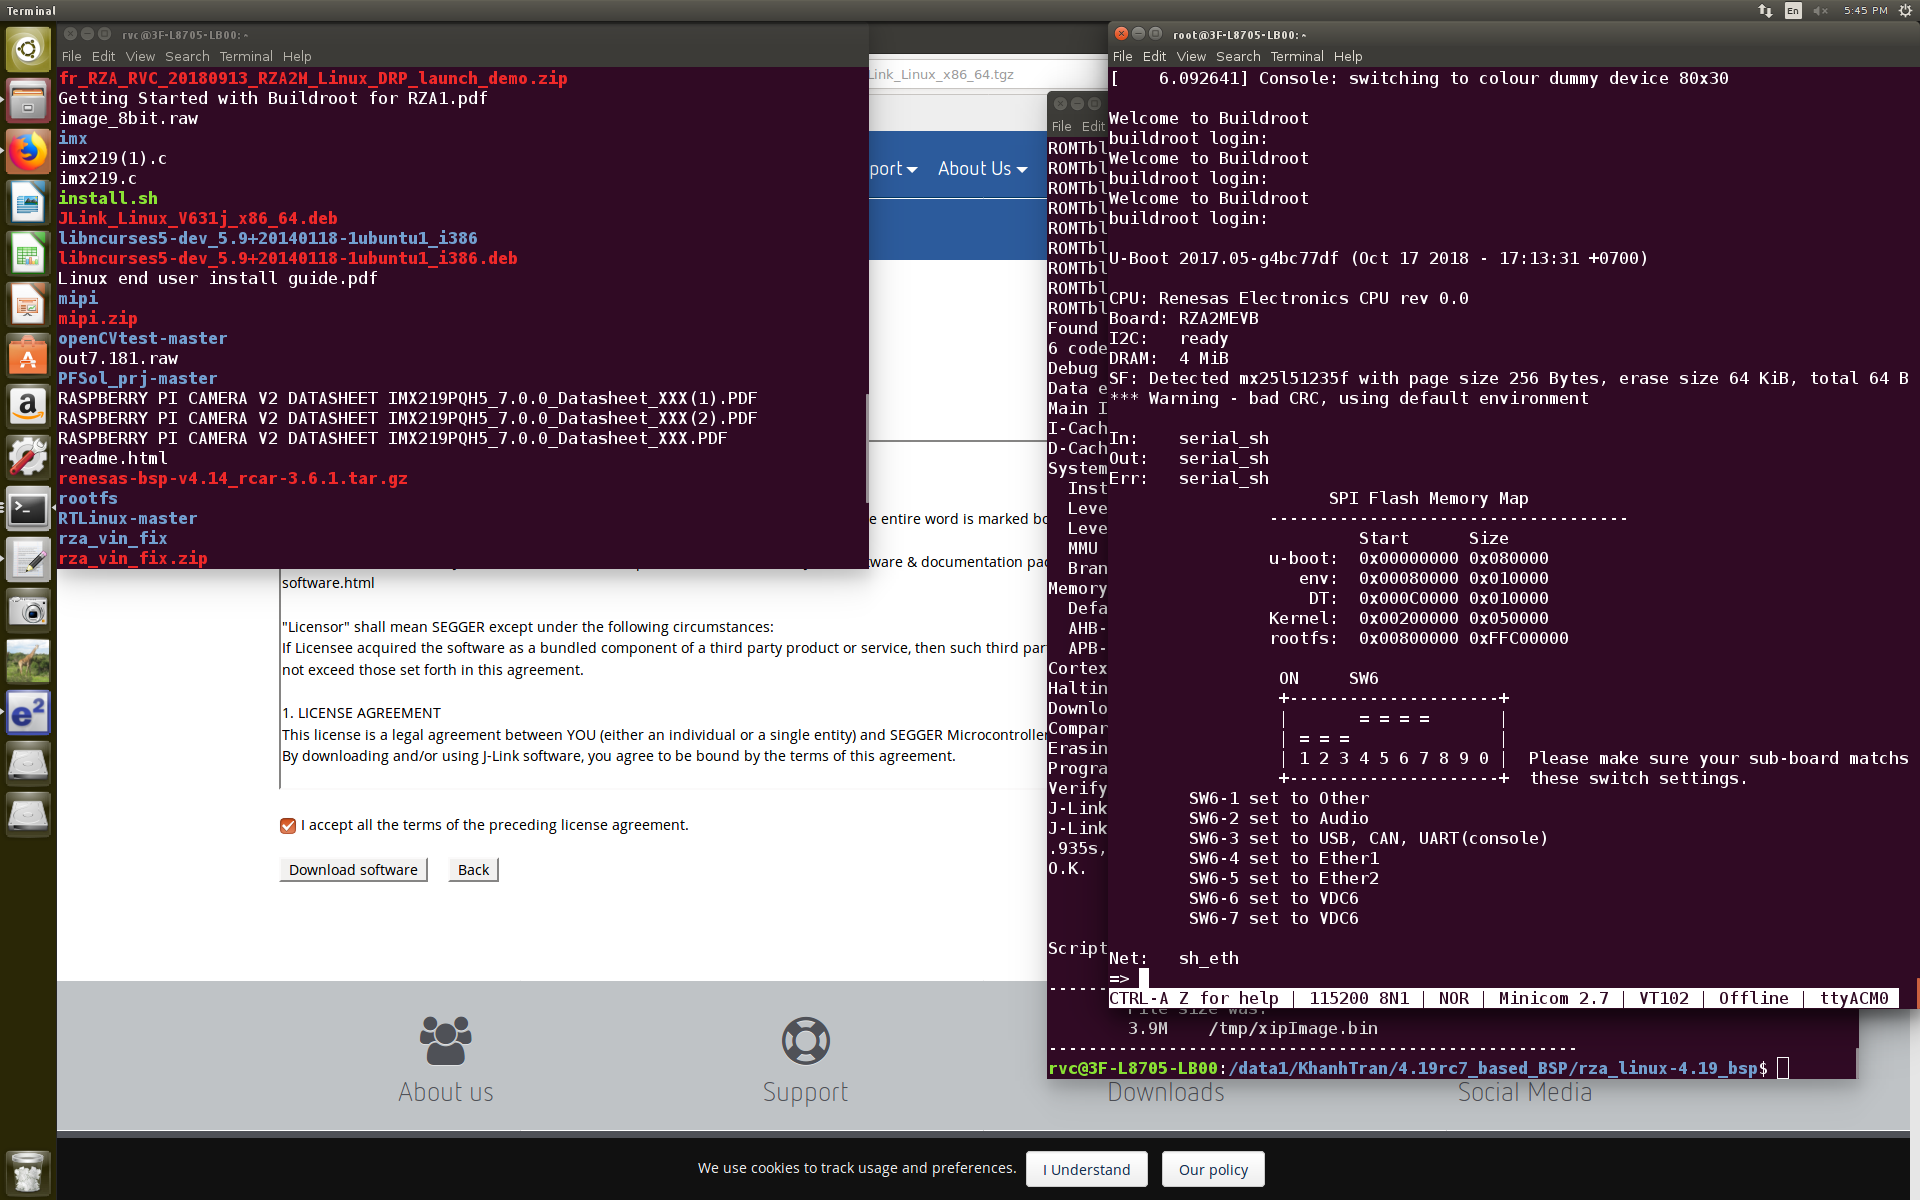 Terminal
En
5:45 PM
rvc@3F-L8705-LB00: ~
File Edit View Search Terminal Help
fr_RZA_RVC_20180913_RZA2M_Linux_DRP_launch_demo.zip
Getting Started with Buildroot for RZA1.pdf
image_8bit.raw
imx
imx219(1).c
imx219.c
install.sh
JLink_Linux_V631j_x86_64.deb
libncurses5-dev_5.9+20140118-1ubuntu1_i386
libncurses5-dev_5.9+20140118-1ubuntu1_i386.deb
Linux end user install guide.pdf
mipi
mipi.zip
openCVtest-master
out7.181.raw
PFSol_prj-master
RASPBERRY PI CAMERA V2 DATASHEET IMX219PQH5_7.0.0_Datasheet_XXX(1).PDF
RASPBERRY PI CAMERA V2 DATASHEET IMX219PQH5_7.0.0_Datasheet_XXX(2).PDF
RASPBERRY PI CAMERA V2 DATASHEET IMX219PQH5_7.0.0_Datasheet_XXX.PDF
readme.html
renesas-bsp-v4.14_rcar-3.6.1.tar.gz
rootfs
RTLinux-master
rza_vin_fix
rza_vin_fix.zip
Link_Linux_x86_64.tgz
port About Us
e entire word is marked bo
tware & documentation pac
software.html
"Licensor" shall mean SEGGER except under the following circumstances:
If Licensee acquired the software as a bundled component of a third party product or service, then such third par
not exceed those set forth in this agreement.
1. LICENSE AGREEMENT
This license is a legal agreement between YOU (either an individual or a single entity) and SEGGER Microcontroller
By downloading and/or using J-Link software, you agree to be bound by the terms of this agreement.
I accept all the terms of the preceding license agreement.
Download software Back
About us
Support
Downloads
Social Media
We use cookies to track usage and preferences. I Understand Our policy
File Edit
ROMTbl
ROMTbl
ROMTbl
ROMTbl
ROMTbl
ROMTbl
ROMTbl
ROMTbl
ROMTbl
Found
6 code
Debug
Data e
Main I
I-Cach
D-Cach
System
Inst
Leve
Leve
MMU
Bran
Memory
Defa
AHB-
APB-
Cortex
Haltin
Downlo
Compar
Erasin
Progra
Verify
J-Link
J-Link
.935s,
O.K.
Script
------
File size was:
3.9M /tmp/xipImage.bin
-----------------------------------------------------
rvc@3F-L8705-LB00:/data1/KhanhTran/4.19rc7_based_BSP/rza_linux-4.19_bsp$
root@3F-L8705-LB00: ~
File Edit View Search Terminal Help
[ 6.092641] Console: switching to colour dummy device 80x30
Welcome to Buildroot
buildroot login:
Welcome to Buildroot
buildroot login:
Welcome to Buildroot
buildroot login:
U-Boot 2017.05-g4bc77df (Oct 17 2018 - 17:13:31 +0700)
CPU: Renesas Electronics CPU rev 0.0
Board: RZA2MEVB
I2C: ready
DRAM: 4 MiB
SF: Detected mx25l51235f with page size 256 Bytes, erase size 64 KiB, total 64 B
*** Warning - bad CRC, using default environment
In: serial_sh
Out: serial_sh
Err: serial_sh
SPI Flash Memory Map
------------------------------------
Start Size
u-boot: 0x00000000 0x080000
env: 0x00080000 0x010000
DT: 0x000C0000 0x010000
Kernel: 0x00200000 0x050000
rootfs: 0x00800000 0xFFC00000
ON SW6
+---------------------+
| = = = = |
| = = = |
| 1 2 3 4 5 6 7 8 9 0 | Please make sure your sub-board matchs
+---------------------+ these switch settings.
SW6-1 set to Other
SW6-2 set to Audio
SW6-3 set to USB, CAN, UART(console)
SW6-4 set to Ether1
SW6-5 set to Ether2
SW6-6 set to VDC6
SW6-7 set to VDC6
Net: sh_eth
=>
CTRL-A Z for help | 115200 8N1 | NOR | Minicom 2.7 | VT102 | Offline | ttyACM0